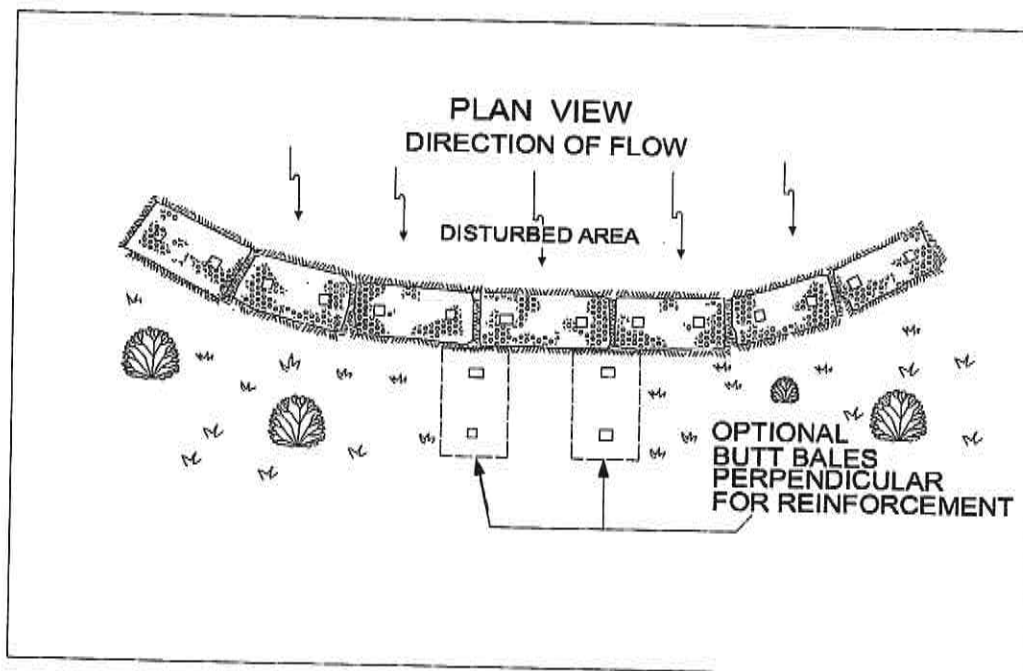 PLAN VIEW
DIRECTION OF FLOW
DISTURBED AREA
OPTIONAL
BUTT BALES
PERPENDICULAR
FOR REINFORCEMENT